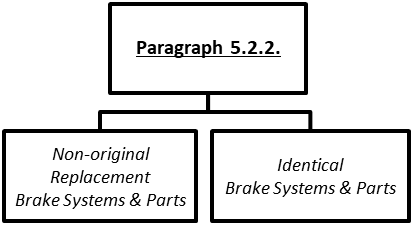 Paragraph 5.2.2.
Non-original
Replacement
Brake Systems & Parts
Identical
Brake Systems & Parts